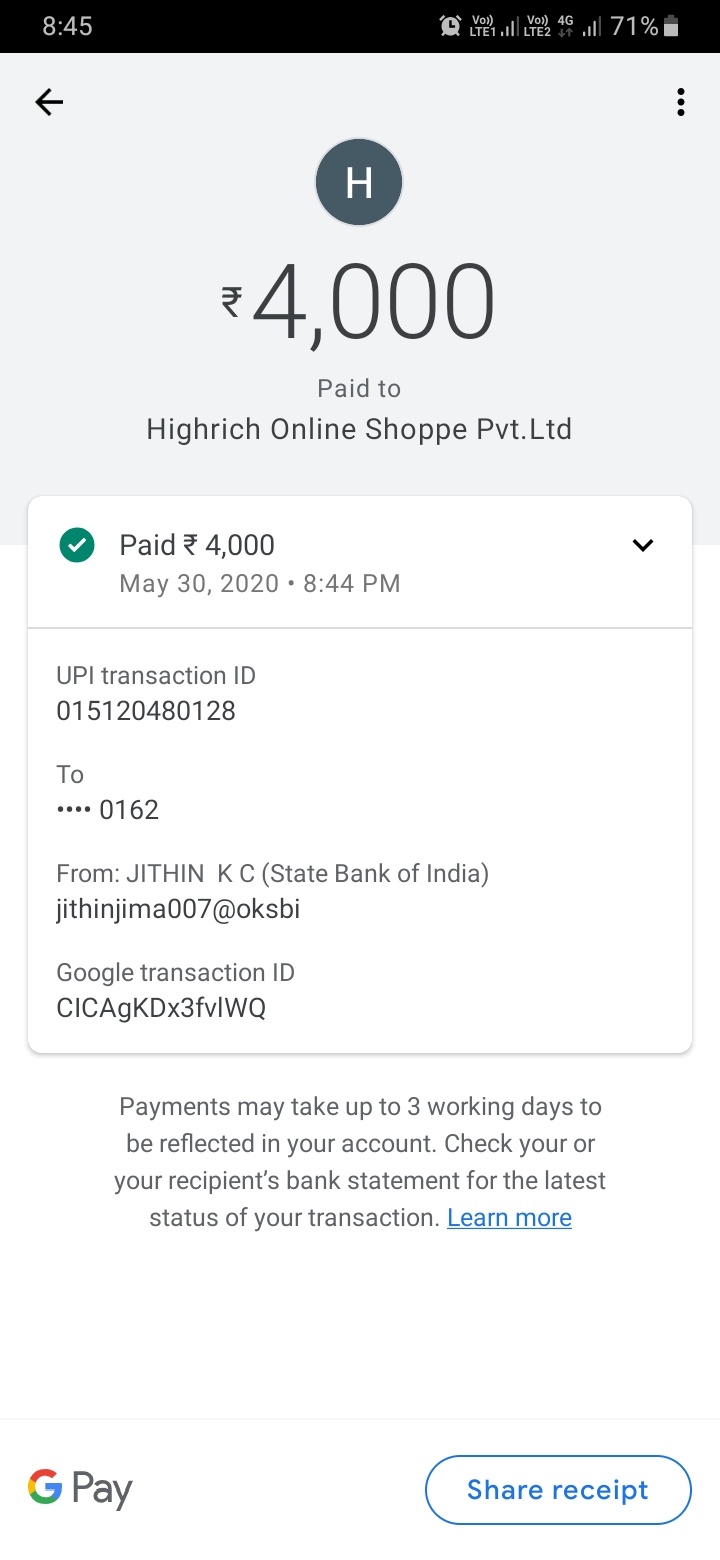 8:45 Vo)) LTE1 Vo)) LTE2 4G 71%
H
₹4,000
Paid to
Highrich Online Shoppe Pvt.Ltd
Paid ₹ 4,000
May 30, 2020 • 8:44 PM
UPI transaction ID
015120480128
To
•••• 0162
From: JITHIN  K C (State Bank of India)
jithinjima007@oksbi
Google transaction ID
CICAgKDx3fvlWQ
Payments may take up to 3 working days to
be reflected in your account. Check your or
your recipient’s bank statement for the latest
status of your transaction. Learn more
G Pay
Share receipt